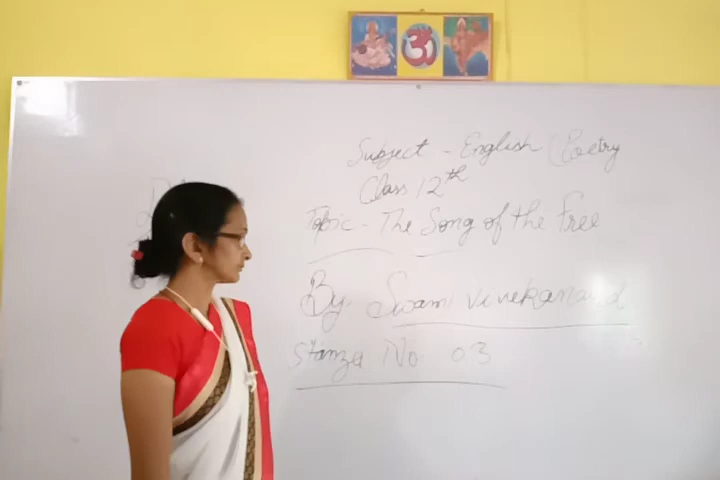 ॐ
Subject - English (Poetry
Class 12th
Topic - The Song of the Free
By Swami Vivekanand
Stanza No. 03